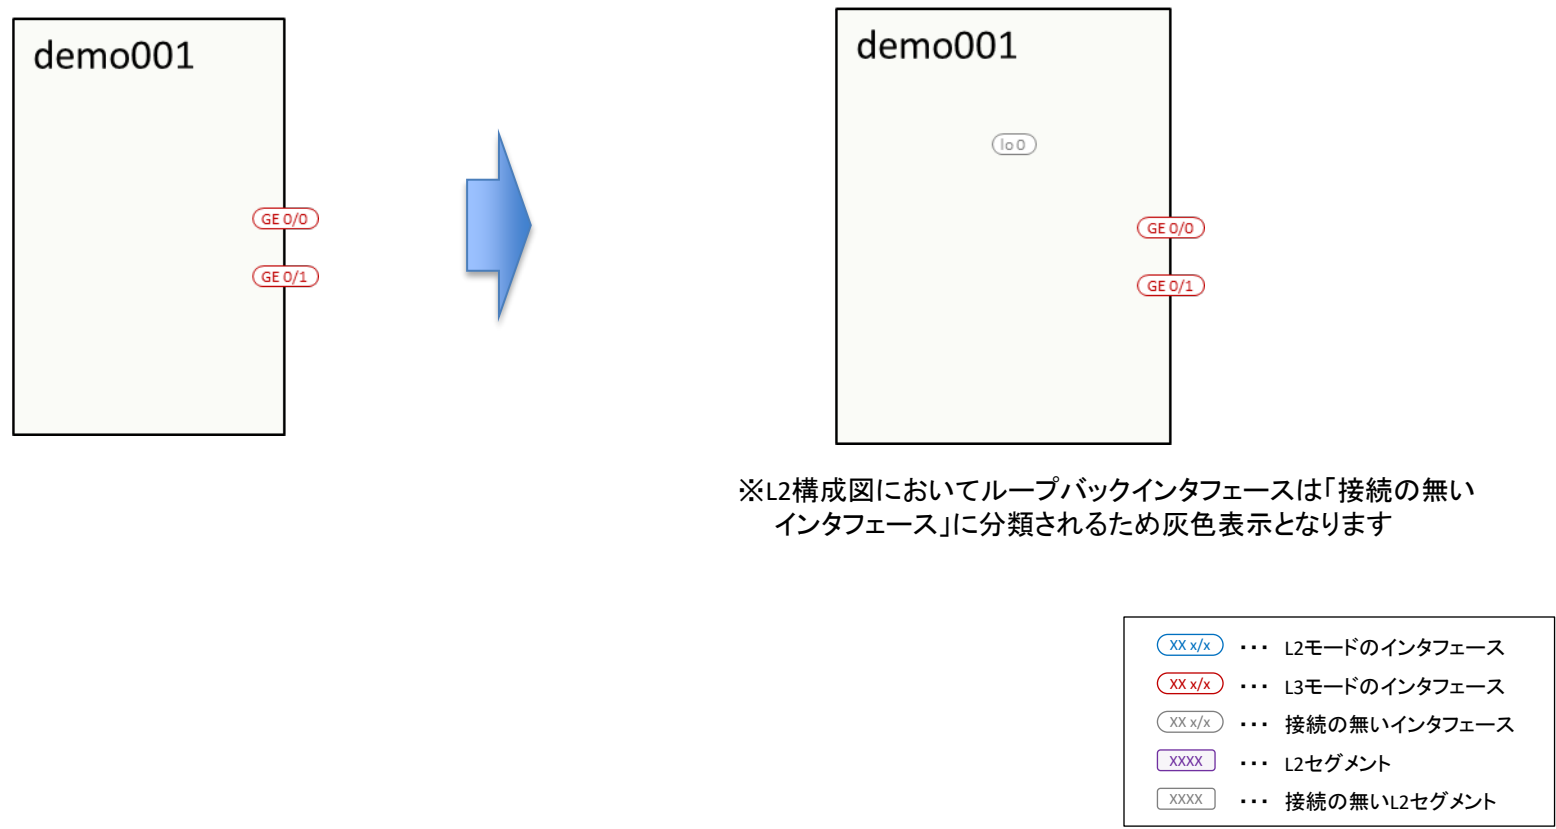 demo001
GE 0/0
GE 0/1
demo001
lo 0
GE 0/0
GE 0/1
※L2構成図においてループバックインタフェースは「接続の無い
インタフェース」に分類されるため灰色表示となります
XX x/x ・・・ L2モードのインタフェース
XX x/x ・・・ L3モードのインタフェース
XX x/x ・・・ 接続の無いインタフェース
XXXX ・・・ L2セグメント
XXXX ・・・ 接続の無いL2セグメント